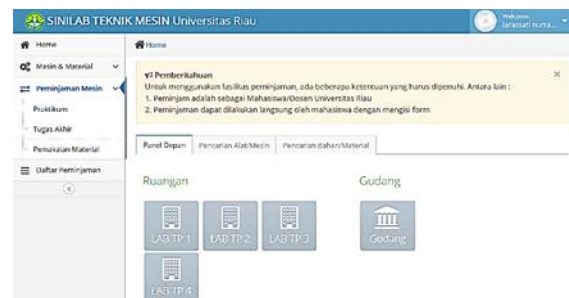 SINILAB TEKNIK MESIN Universitas Riau
Welcome,
larassati nurra...
Home
Mesin & Material
Peminjaman Mesin
Praktikum
Tugas Akhir
Pemakaian Material
Daftar Peminjaman
Home
Pemberitahuan
Untuk menggunakan fasilitas peminjaman, ada beberapa ketentuan yang harus dipenuhi. Antara lain :
1. Peminjam adalah sebagai Mahasiswa/Dosen Universitas Riau
2. Peminjaman dapat dilakukan langsung oleh mahasiswa dengan mengisi form
Panel Depan
Pencarian Alat/Mesin
Pencarian Bahan/Material
Ruangan
Gudang
LAB TP 1
LAB TP 2
LAB TP 3
Gudang
LAB TP 4